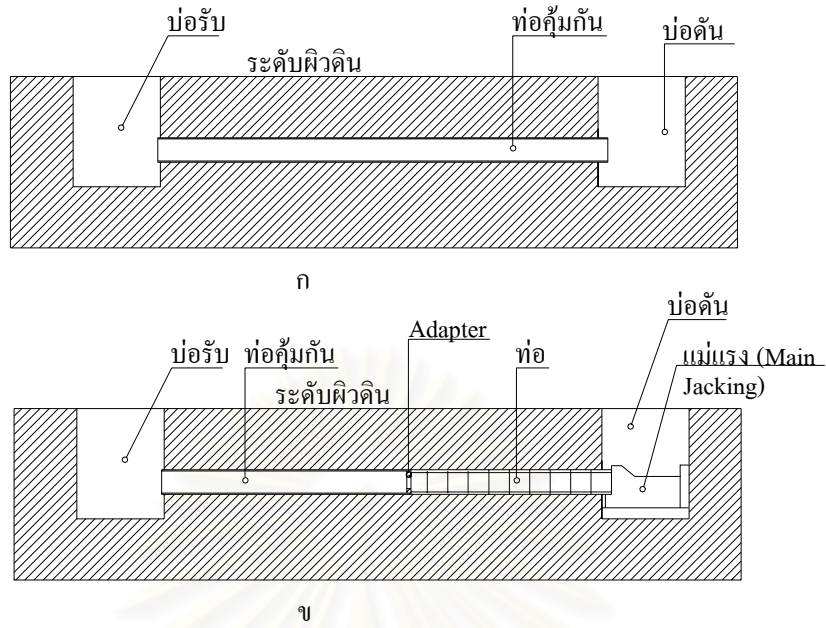 บ่อรับ
ท่อคุ้มกัน
บ่อดัน
ระดับผิวดิน
ก
บ่อดัน
Adapter
บ่อรับ
ท่อคุ้มกัน
ท่อ
แม่แรง (Main
Jacking)
ระดับผิวดิน
ข